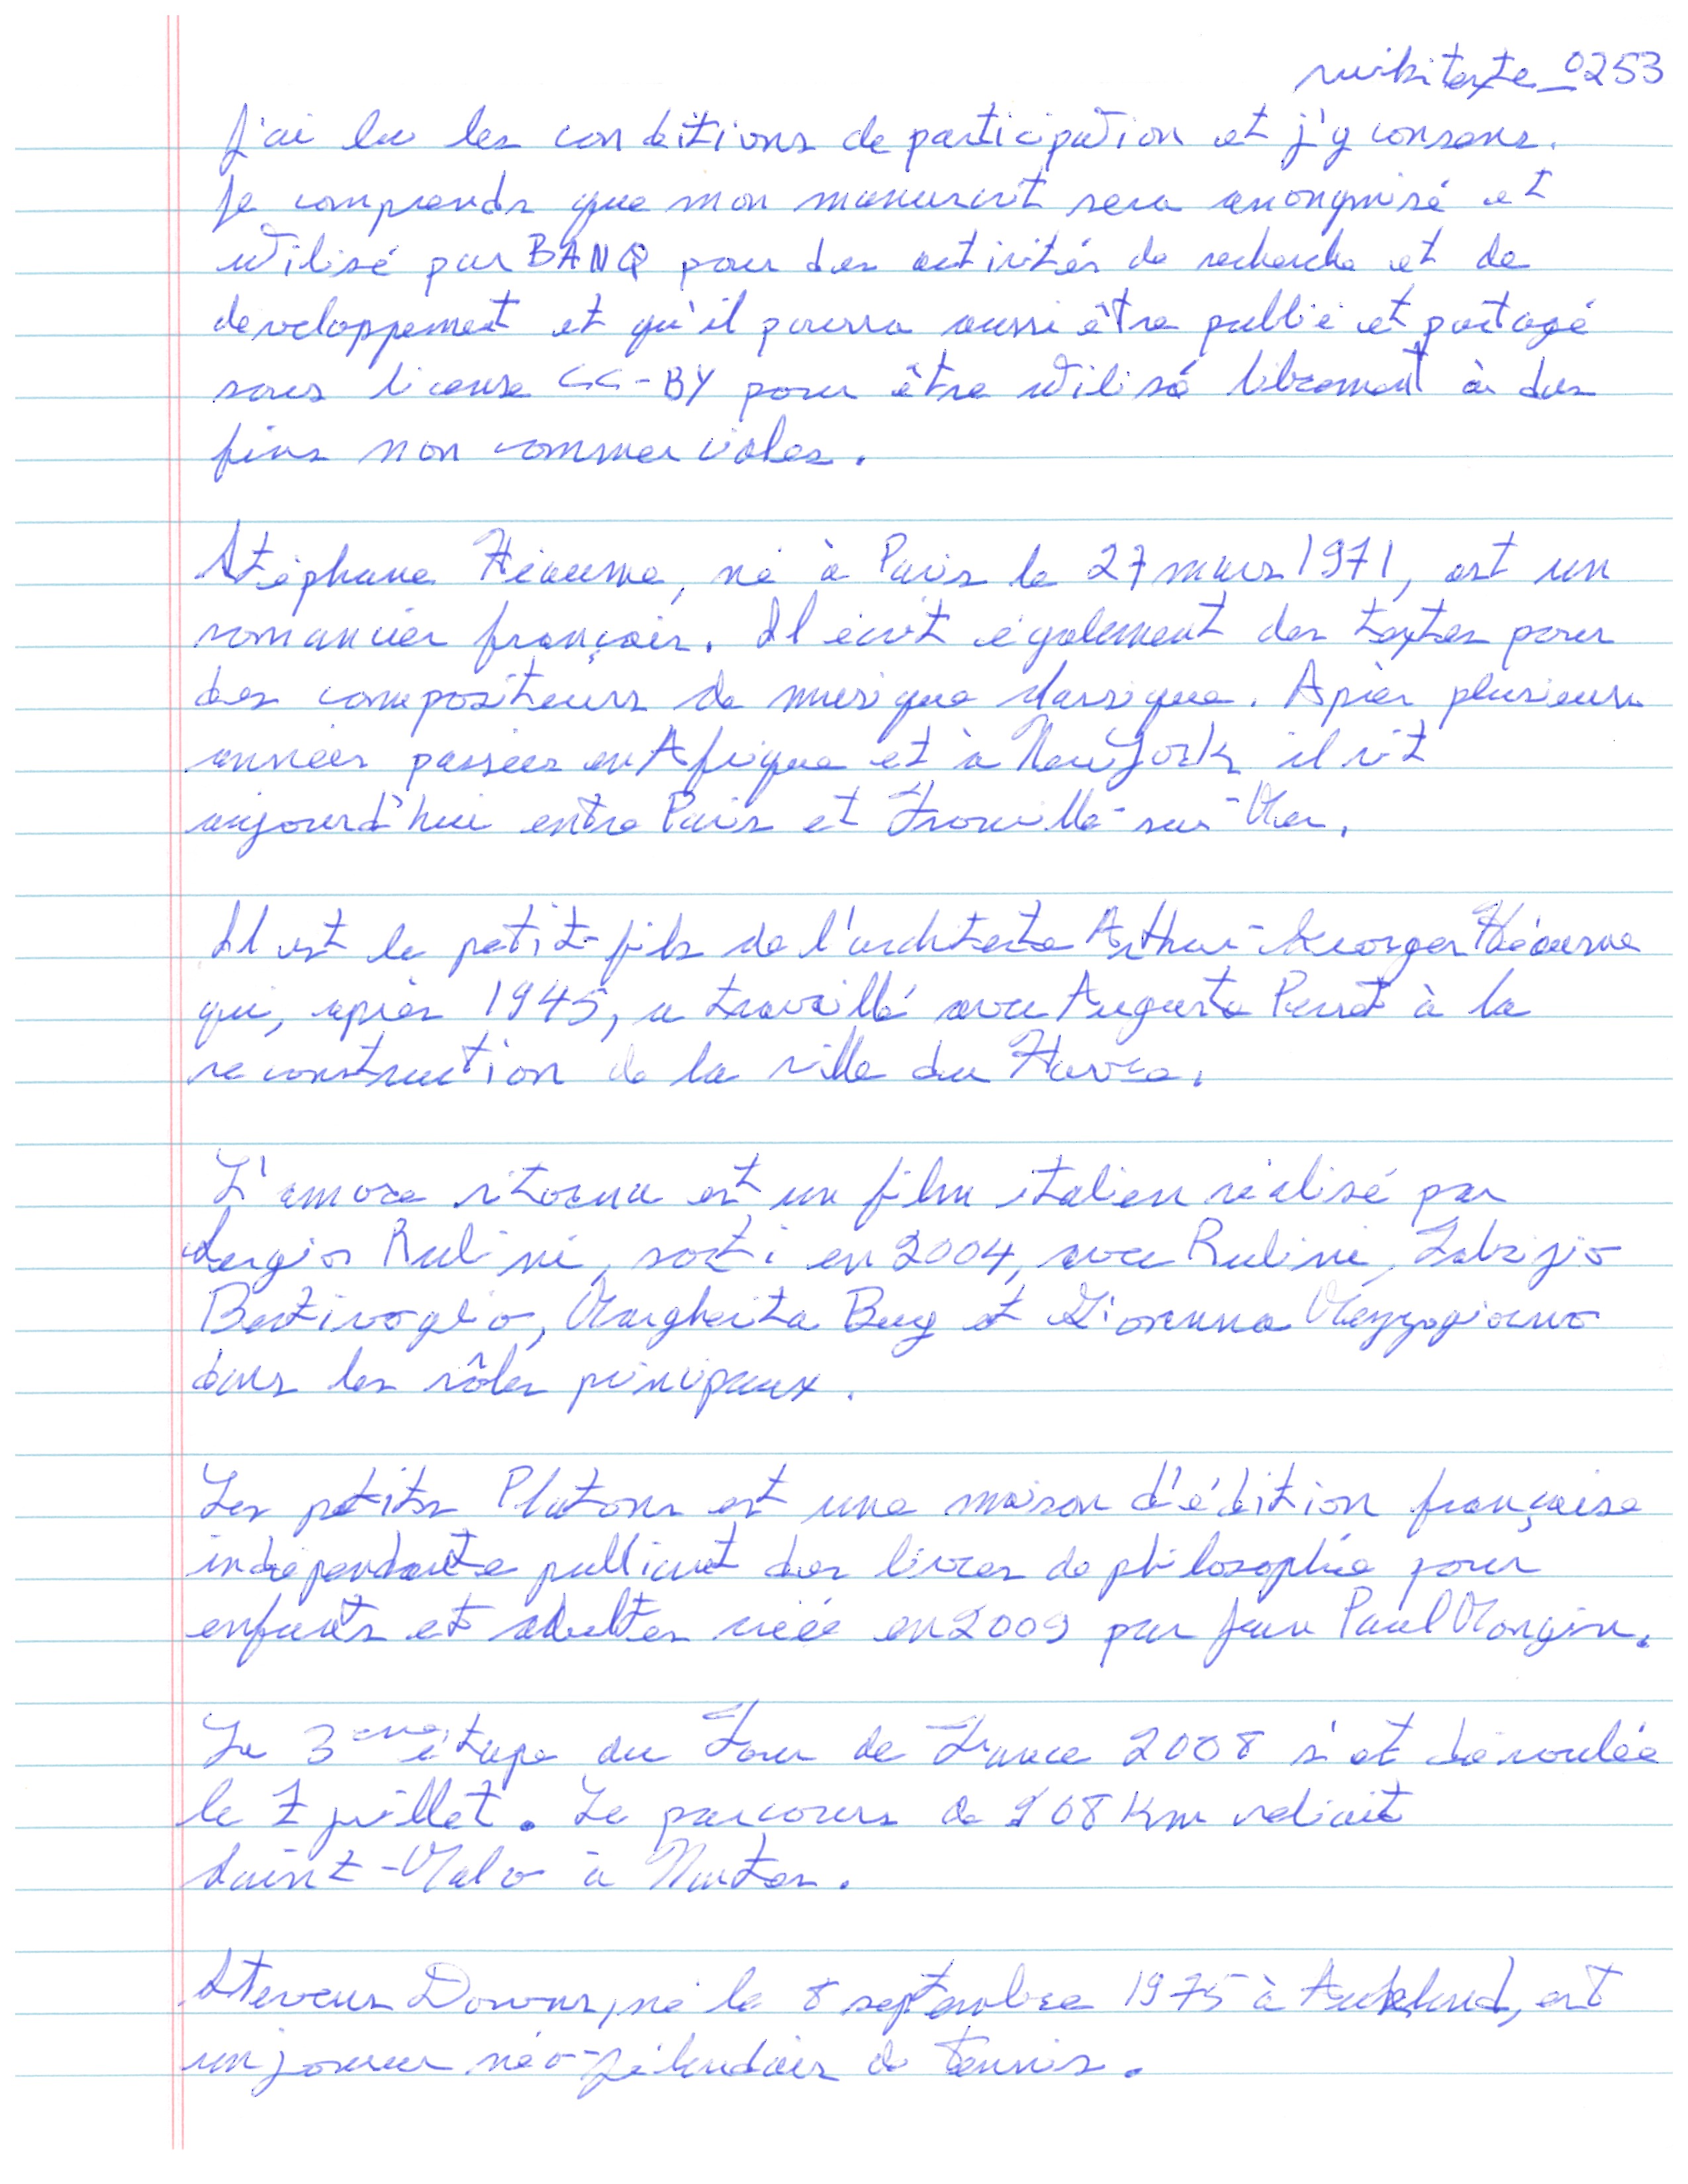 wikitexte_0253
J'ai lu les conditions de participation et j'y consens.
Je comprends que mon manuscrit sera anonymisé et
utilisé par BANQ pour des activités de recherche et de
développement et qu'il pourra aussi être publié et partagé
sous license CC-BY pour être utilisé librement à des
fins non commerciales.
Stéphane Héaume, né à Paris le 27 mars 1971, est un
romancier français. Il écrit également des textes pour
des compositeurs de musique classique. Après plusieurs
années passées en Afrique et à New York il vit
aujourd'hui entre Paris et Trouville-sur-Mer.
Il est le petit-fils de l'architecte Arthur-Georges Héaume
qui, après 1945, a travaillé avec Auguste Perret à la
reconstruction de la ville du Havre.
L'amore ritorna est un film italien réalisé par
Sergio Rubini, sorti en 2004, avec Rubini, Fabrizio
Bentivoglio, Margherita Buy et Giovanna Mezzogiorno
dans les rôles principaux.
Les petits Platons est une maison d'édition française
indépendante publiant des livres de philosophie pour
enfants et adultes créée en 2009 par Jean Paul Mongin.
La 3ème étape du Tour de France 2008 s'est déroulée
le 7 juillet. Le parcours de 208 km reliait
Saint-Malo à Nantes.
Steven Downs, né le 8 septembre 1975 à Auckland, est
un joueur néo-zélandais de tennis.